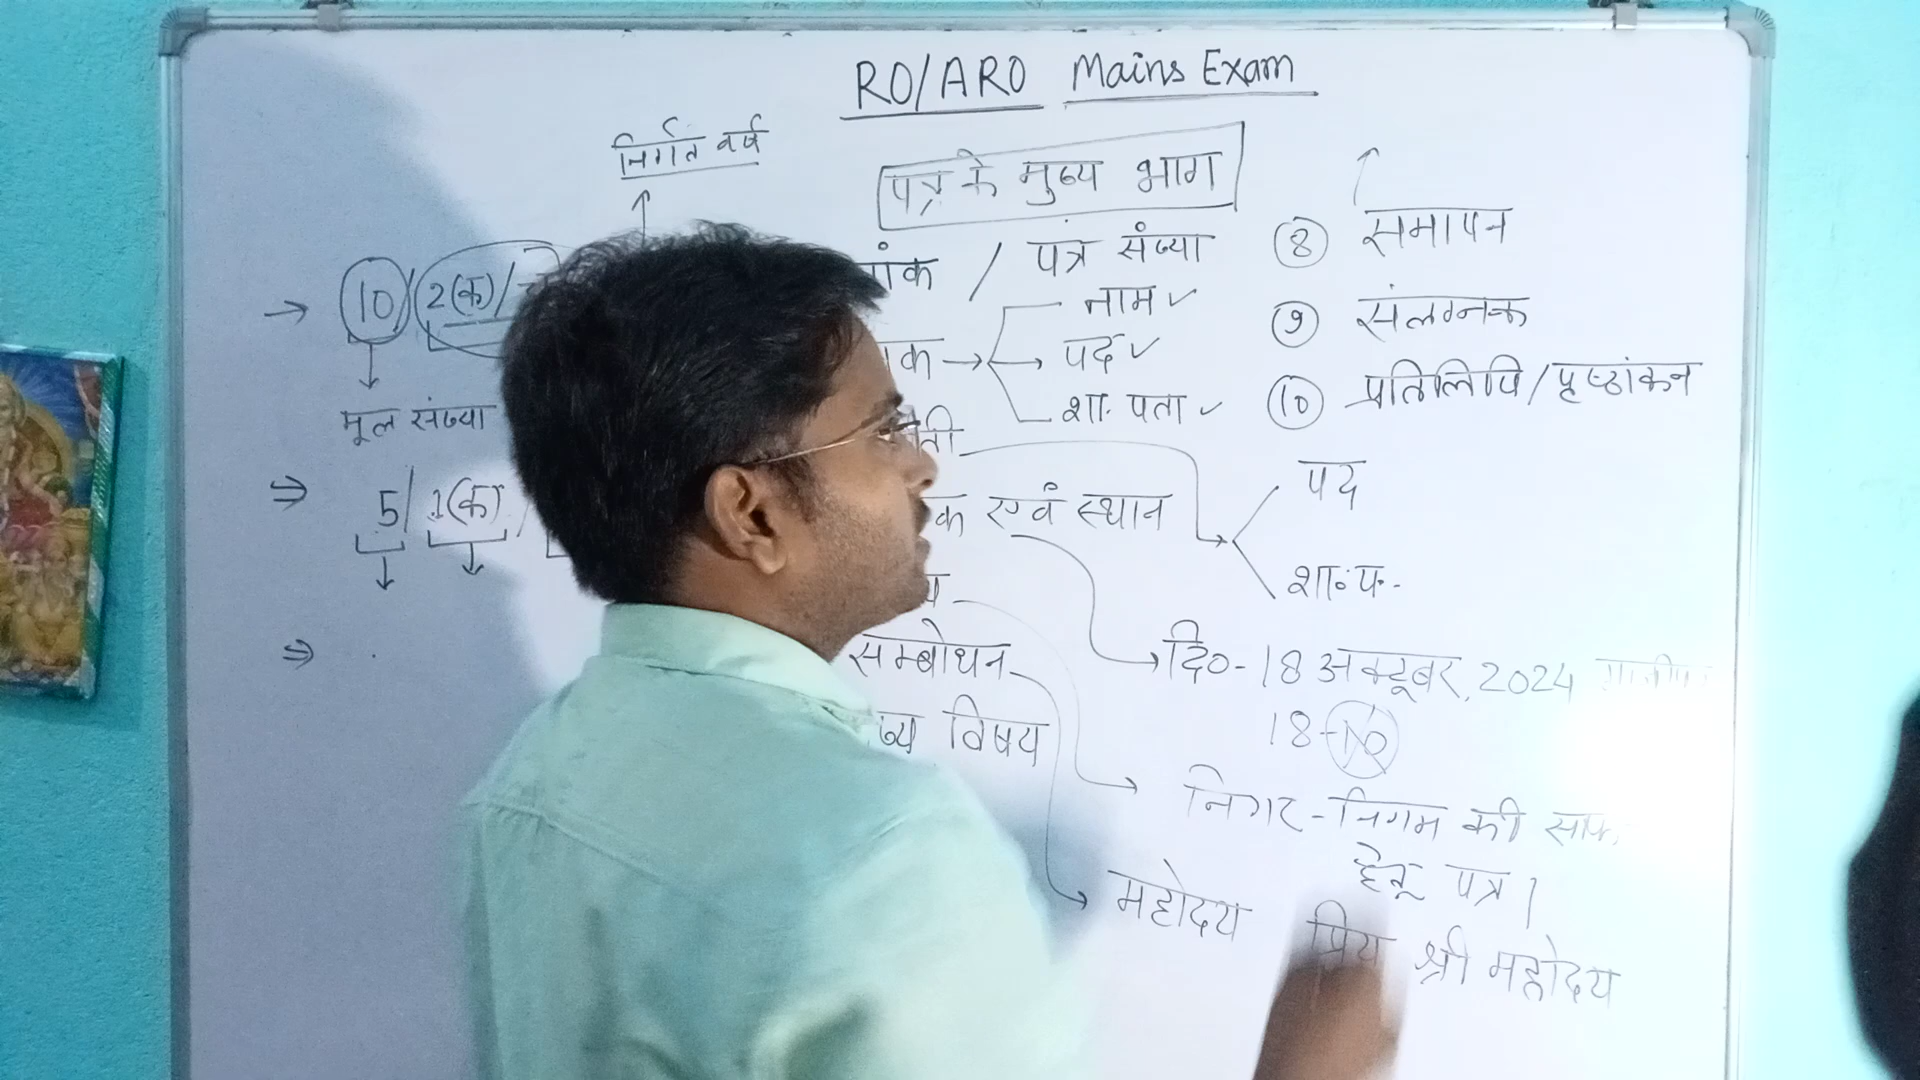 RO/ARO Mains Exam
निर्गत वर्ष
पत्र के मुख्य भाग
→ 10/2(क)/
मूल संख्या
⇒ 5/1(क)/
⇒
ांक / पत्र संख्या
क → नाम ✓
पद ✓
शा. पता ✓
ती
क एवं स्थान
सम्बोधन
ख्य विषय
⑧ समापन
⑨ संलग्नक
⑩ प्रतिलिपि/पृष्ठांकन
पद
शा॰प.
दि०- 18 अक्टूबर, 2024
18-No
निगर-निगम की
हेतु पत्र।
महोदय प्रिय श्री महोदय